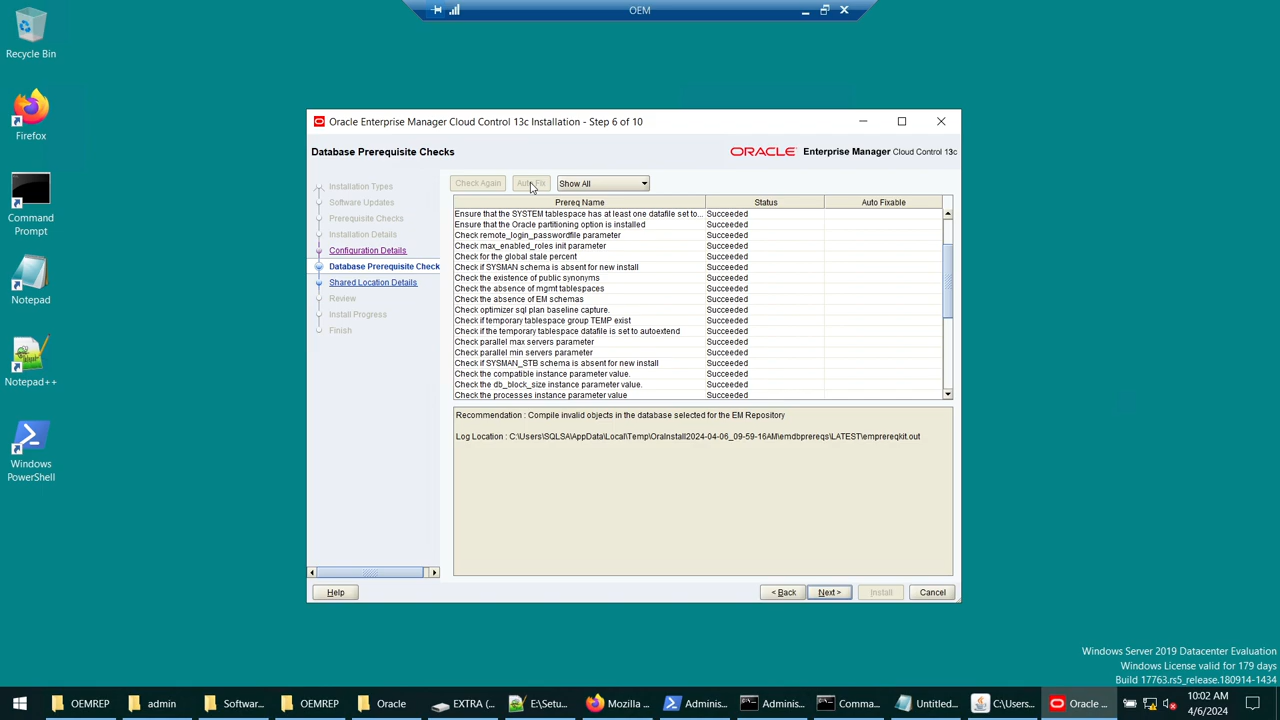 OEM
Recycle Bin
Firefox
Command
Prompt
Notepad
Notepad++
Windows
PowerShell
Oracle Enterprise Manager Cloud Control 13c Installation - Step 6 of 10
Database Prerequisite Checks
ORACLE Enterprise Manager Cloud Control 13c
Installation Types
Software Updates
Prerequisite Checks
Installation Details
Configuration Details
Database Prerequisite Check
Shared Location Details
Review
Install Progress
Finish
Check Again Auto Fix Show All
Prereq Name Status Auto Fixable
Ensure that the SYSTEM tablespace has at least one datafile set to... Succeeded
Ensure that the Oracle partitioning option is installed Succeeded
Check remote_login_passwordfile parameter Succeeded
Check max_enabled_roles init parameter Succeeded
Check for the global stale percent Succeeded
Check if SYSMAN schema is absent for new install Succeeded
Check the existence of public synonyms Succeeded
Check the absence of mgmt tablespaces Succeeded
Check the absence of EM schemas Succeeded
Check optimizer sql plan baseline capture. Succeeded
Check if temporary tablespace group TEMP exist Succeeded
Check if the temporary tablespace datafile is set to autoextend Succeeded
Check parallel max servers parameter Succeeded
Check parallel min servers parameter Succeeded
Check if SYSMAN_STB schema is absent for new install Succeeded
Check the compatible instance parameter value. Succeeded
Check the db_block_size instance parameter value. Succeeded
Check the processes instance parameter value Succeeded
Recommendation : Compile invalid objects in the database selected for the EM Repository
Log Location : C:\Users\SQLSA\AppData\Local\Temp\OraInstall2024-04-06_09-59-16AM\emdbprereqs\LATEST\emprereqkit.out
Help < Back Next > Install Cancel
Windows Server 2019 Datacenter Evaluation
Windows License valid for 179 days
Build 17763.rs5_release.180914-1434
OEMREP admin Softwar... OEMREP Oracle EXTRA (... E:\Setu... Mozilla ... Adminis... Adminis... Comma... Untitled... C:\Users... Oracle ...
10:02 AM
4/6/2024